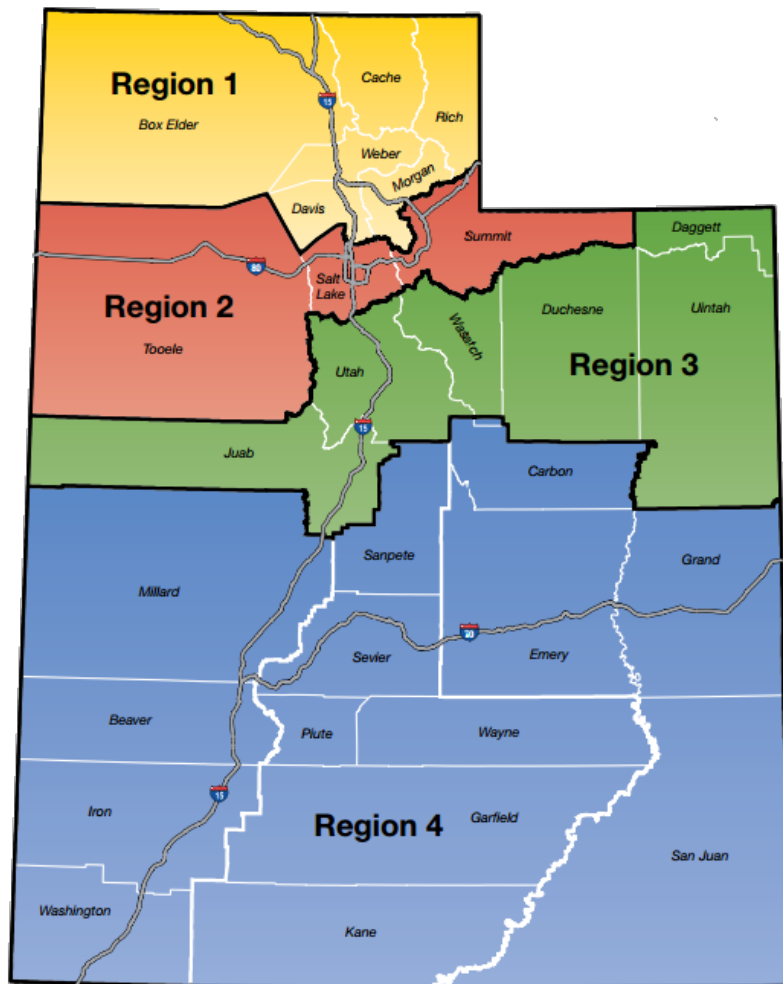 Region 1
Cache
Box Elder
Rich
15
Weber
Morgan
Davis
Summit
Daggett
80
Salt
Lake
Region 2
Tooele
Wasatch
Duchesne
Uintah
Region 3
Utah
15
Juab
Carbon
Sanpete
Grand
Millard
Sevier
Emery
Beaver
Piute
Wayne
15
Iron
Region 4
Garfield
San Juan
Washington
Kane